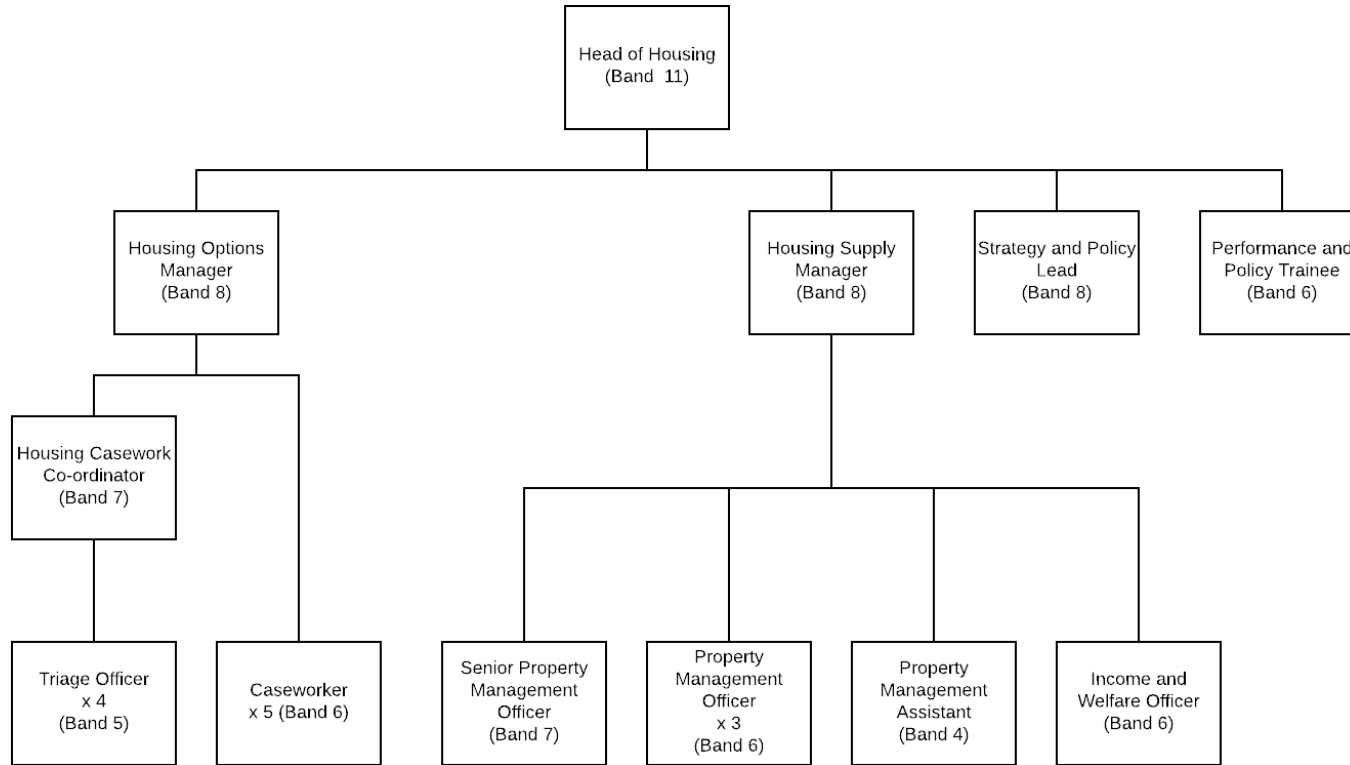 Head of Housing
(Band  11)
Housing Options
Manager
(Band 8)
Housing Supply
Manager
(Band 8)
Strategy and Policy
Lead
(Band 8)
Performance and
Policy Trainee
(Band 6)
Housing Casework
Co-ordinator
(Band 7)
Triage Officer
x 4
(Band 5)
Caseworker
x 5 (Band 6)
Senior Property
Management
Officer
(Band 7)
Property
Management
Officer
x 3
(Band 6)
Property
Management
Assistant
(Band 4)
Income and
Welfare Officer
(Band 6)